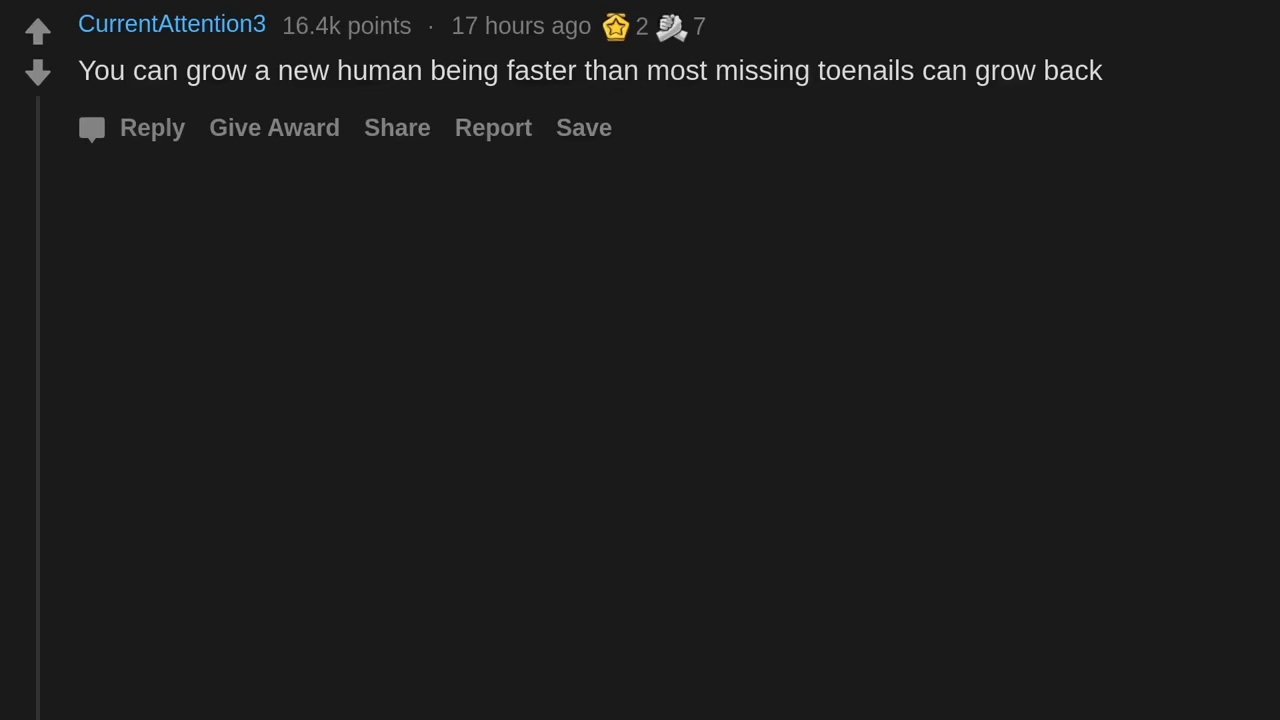 CurrentAttention3 16.4k points · 17 hours ago 2 7
You can grow a new human being faster than most missing toenails can grow back
Reply Give Award Share Report Save